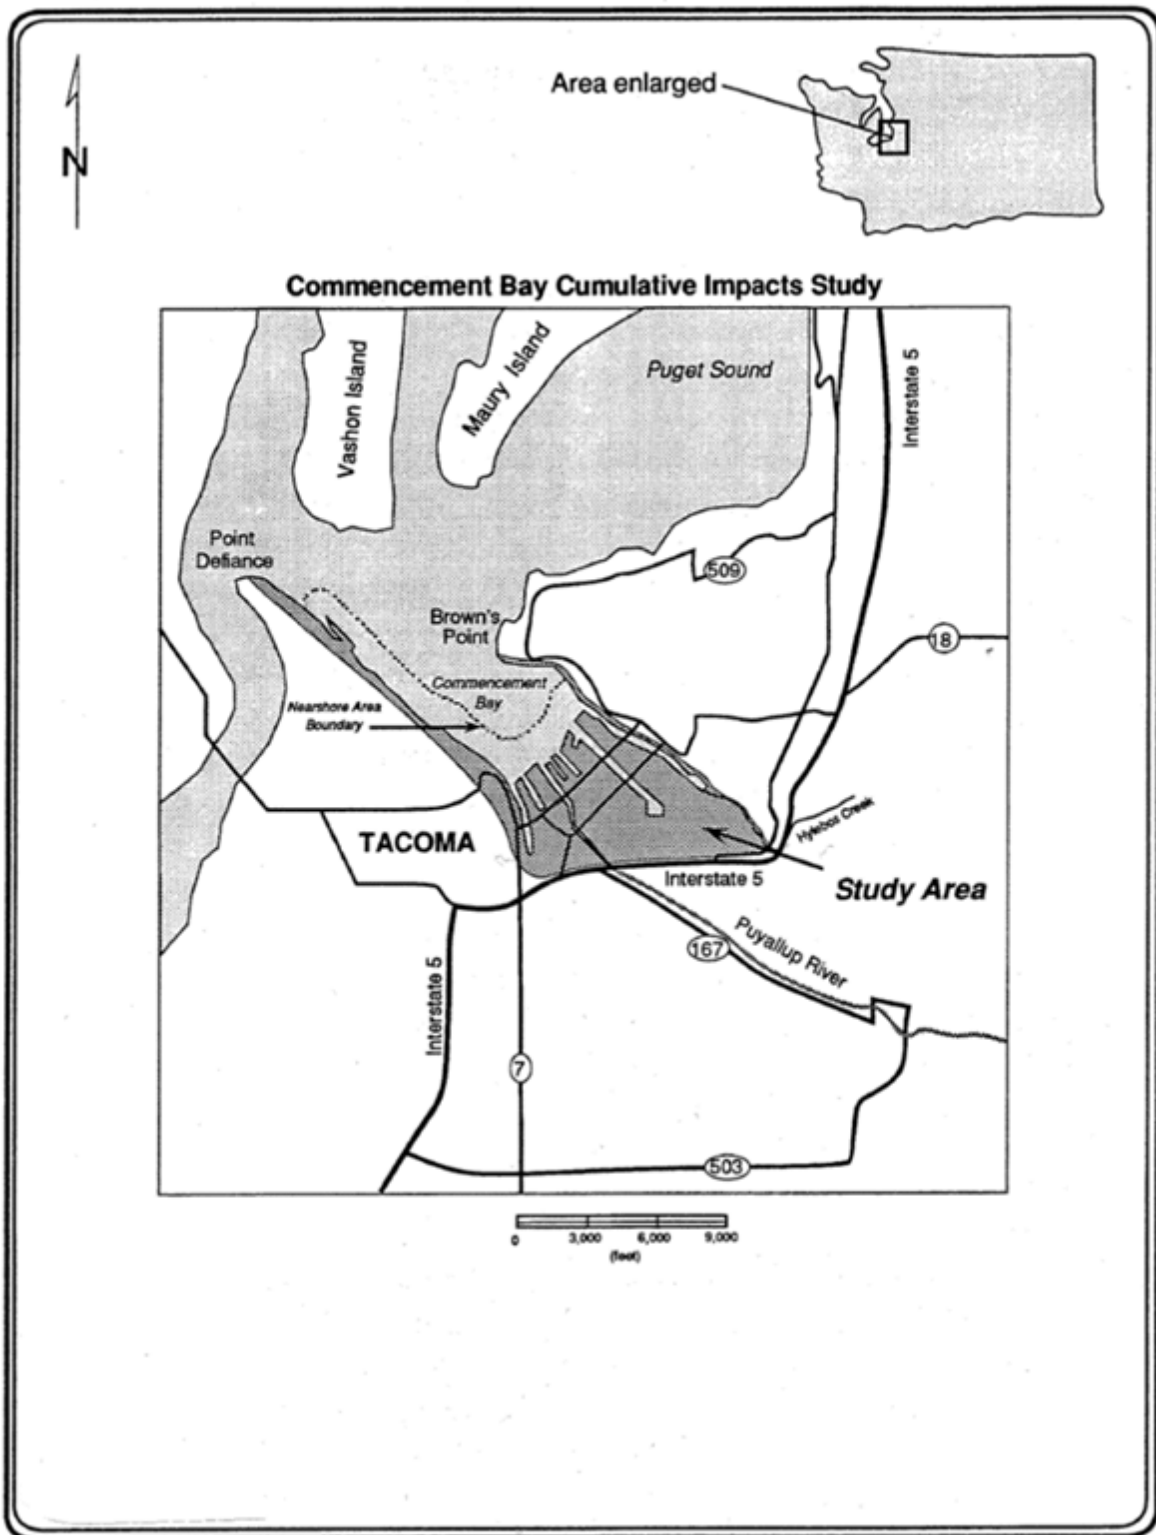 N
Area enlarged
Commencement Bay Cumulative Impacts Study
Vashon Island
Maury Island
Puget Sound
Interstate 5
Point
Defiance
509
Brown's
Point
18
Commencement
Bay
Nearshore Area
Boundary
TACOMA
Hylebos Creek
Interstate 5
Study Area
167
Puyallup River
Interstate 5
7
503
0 3,000 6,000 9,000
(feet)